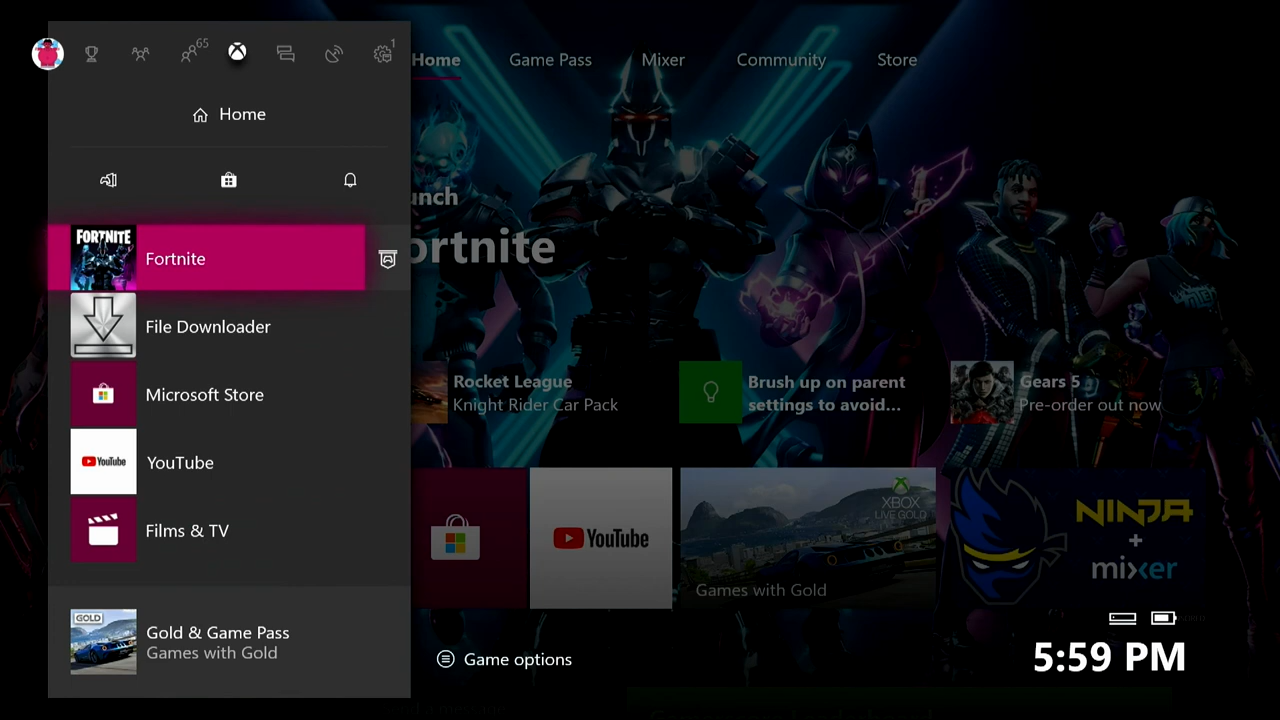 65
1
Home
Game Pass
Mixer
Community
Store
Home
unch
ortnite
FORTNITE
Fortnite
File Downloader
Microsoft Store
YouTube
YouTube
Films & TV
GOLD
Gold & Game Pass
Games with Gold
Rocket League
Knight Rider Car Pack
Brush up on parent
settings to avoid...
Gears 5
Pre-order out now
YouTube
XBOX
LIVE GOLD
Games with Gold
NINJA
+
mixer
Game options
5:59 PM